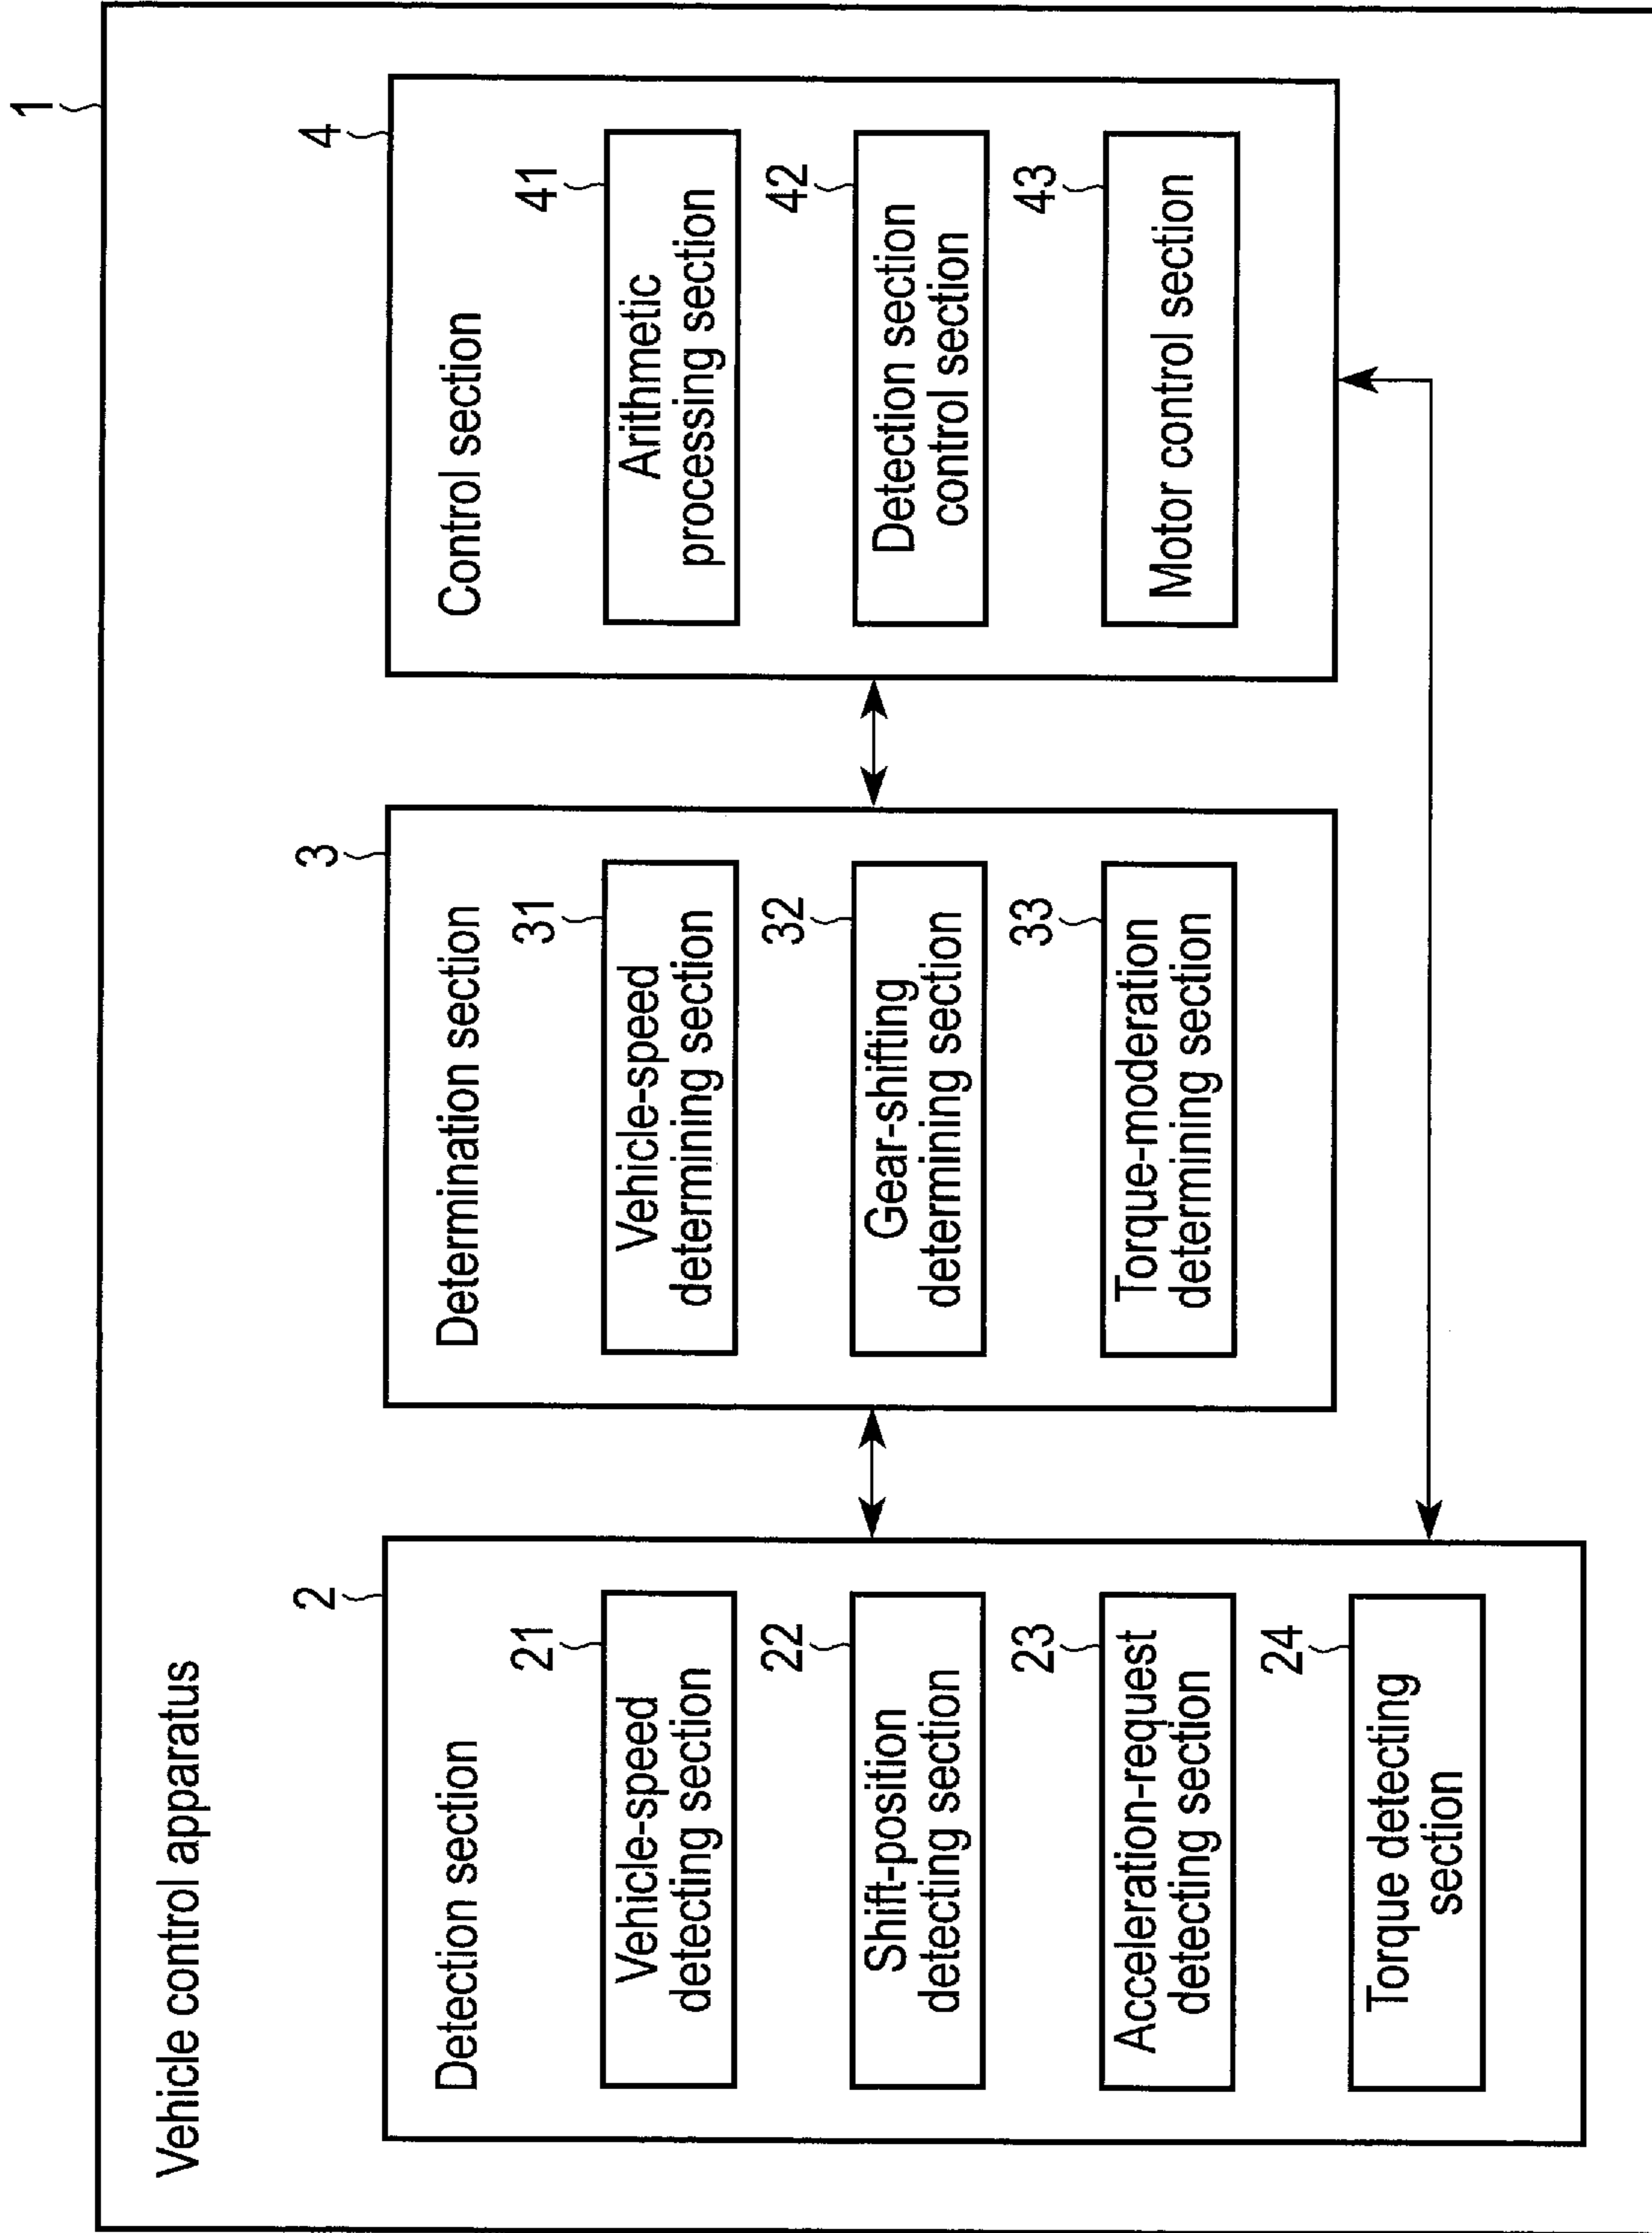 1
Vehicle control apparatus
2
Detection section
21
Vehicle-speed
detecting section
22
Shift-position
detecting section
23
Acceleration-request
detecting section
24
Torque detecting
section
3
Determination section
31
Vehicle-speed
determining section
32
Gear-shifting
determining section
33
Torque-moderation
determining section
4
Control section
41
Arithmetic
processing section
42
Detection section
control section
43
Motor control section